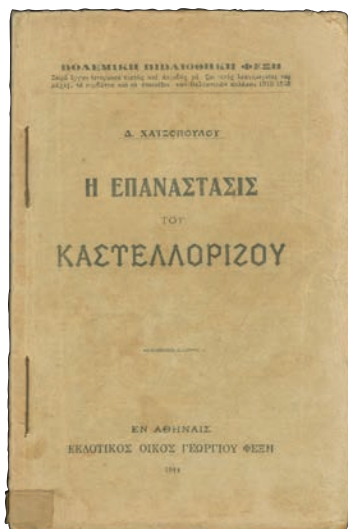 ΠΟΛΕΜΙΚΗ ΒΙΒΛΙΟΘΗΚΗ ΦΕΞΗ
Δ. ΧΑΤΖΟΠΟΥΛΟΥ
Η ΕΠΑΝΑΣΤΑΣΙΣ
ΤΟΥ
ΚΑΣΤΕΛΛΟΡΙΖΟΥ
ΕΝ ΑΘΗΝΑΙΣ
ΕΚΔΟΤΙΚΟΣ ΟΙΚΟΣ ΓΕΩΡΓΙΟΥ ΦΕΞΗ